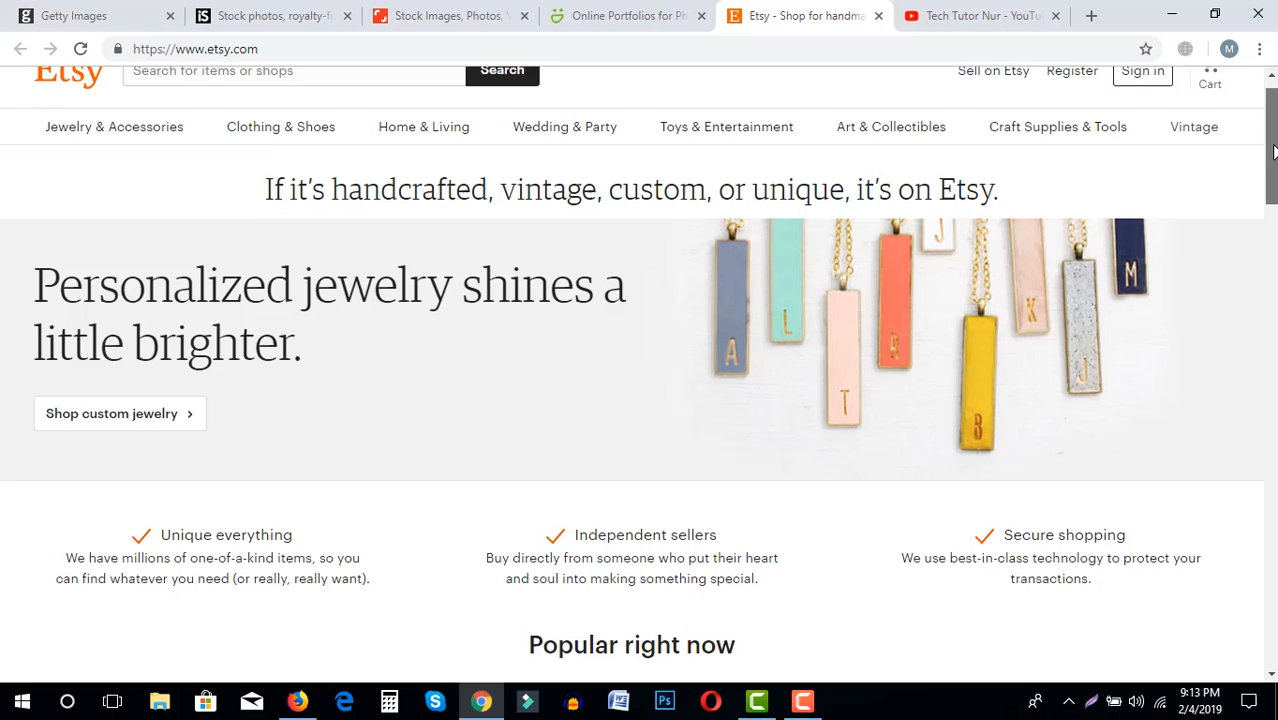 Getty Images
Stock photos, royalty-f
Stock Images, Photos, V
Online Portfolios for Ph
Etsy - Shop for handma
Tech Tutor Nur - YouTu
https://www.etsy.com
M
Etsy
Search for items or shops
Search
Sell on Etsy
Register
Sign in
Cart
Jewelry & Accessories
Clothing & Shoes
Home & Living
Wedding & Party
Toys & Entertainment
Art & Collectibles
Craft Supplies & Tools
Vintage
If it's handcrafted, vintage, custom, or unique, it's on Etsy.
Personalized jewelry shines a
little brighter.
Shop custom jewelry
A
L
T
R
J
B
K
J
M
Unique everything
We have millions of one-of-a-kind items, so you
can find whatever you need (or really, really want).
Independent sellers
Buy directly from someone who put their heart
and soul into making something special.
Secure shopping
We use best-in-class technology to protect your
transactions.
Popular right now
9:13 PM
2/4/2019